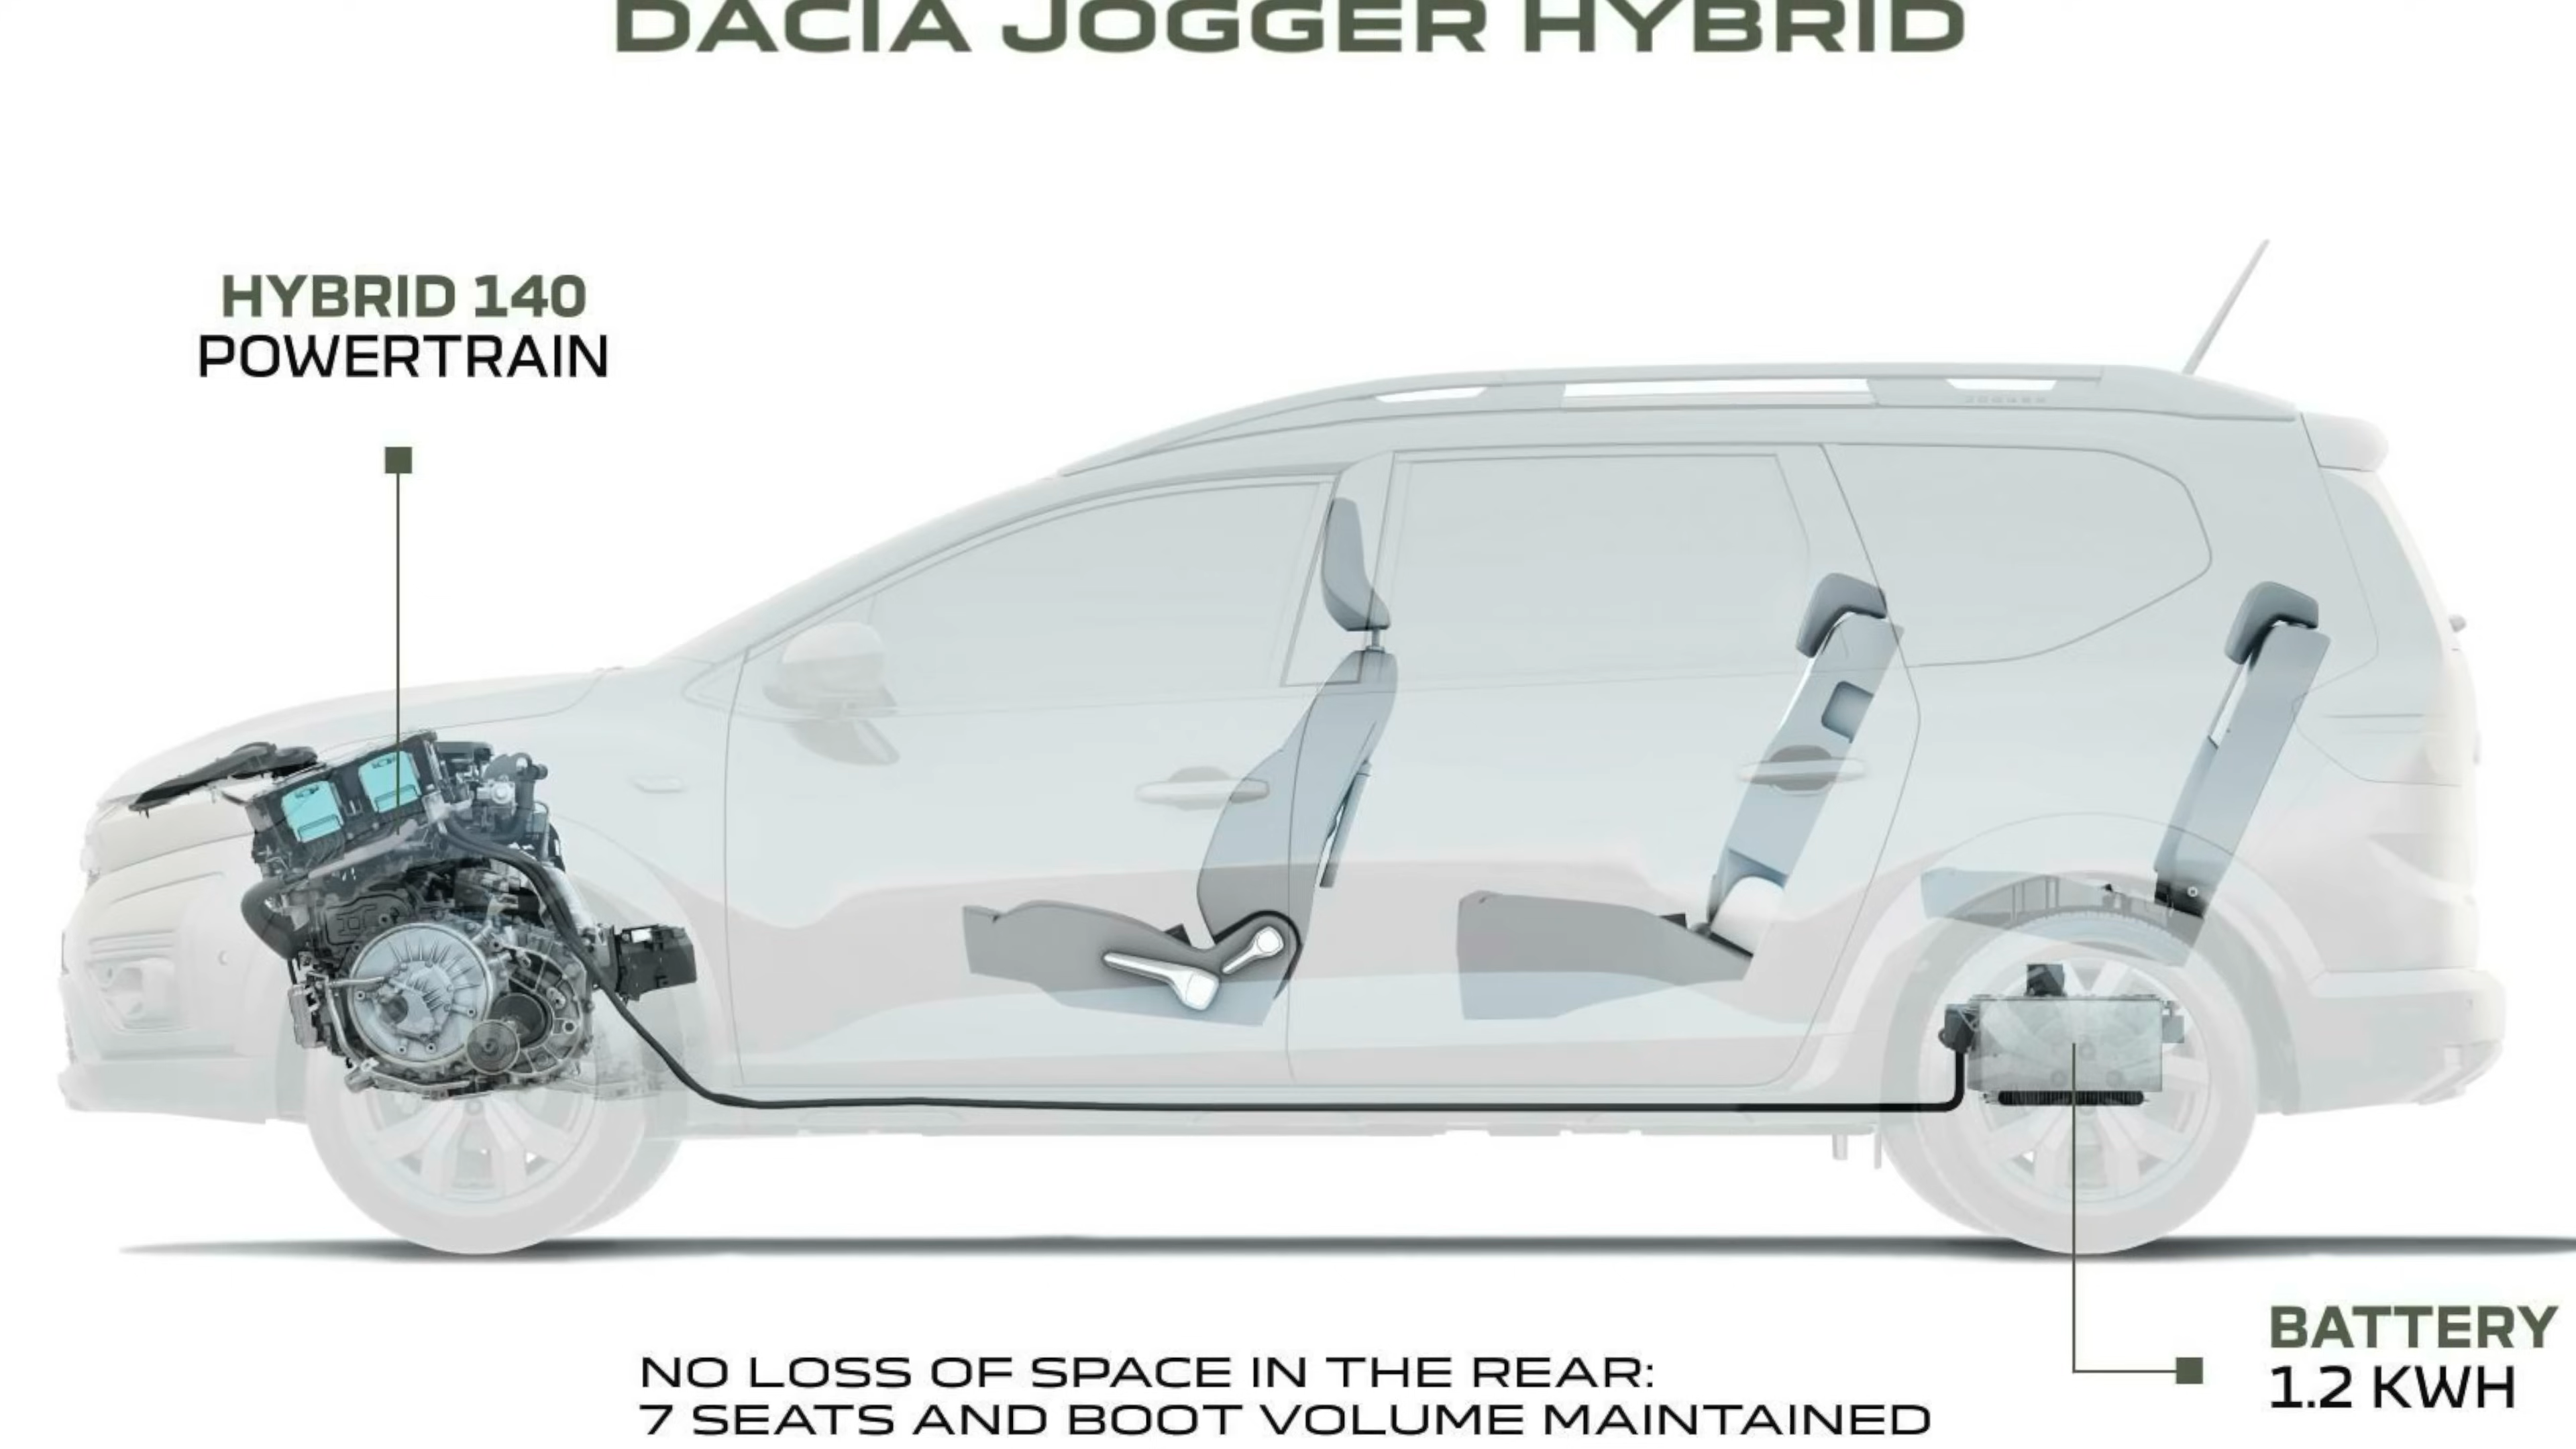 DACIA JOGGER HYBRID
HYBRID 140
POWERTRAIN
BATTERY
1.2 KWH
NO LOSS OF SPACE IN THE REAR:
7 SEATS AND BOOT VOLUME MAINTAINED